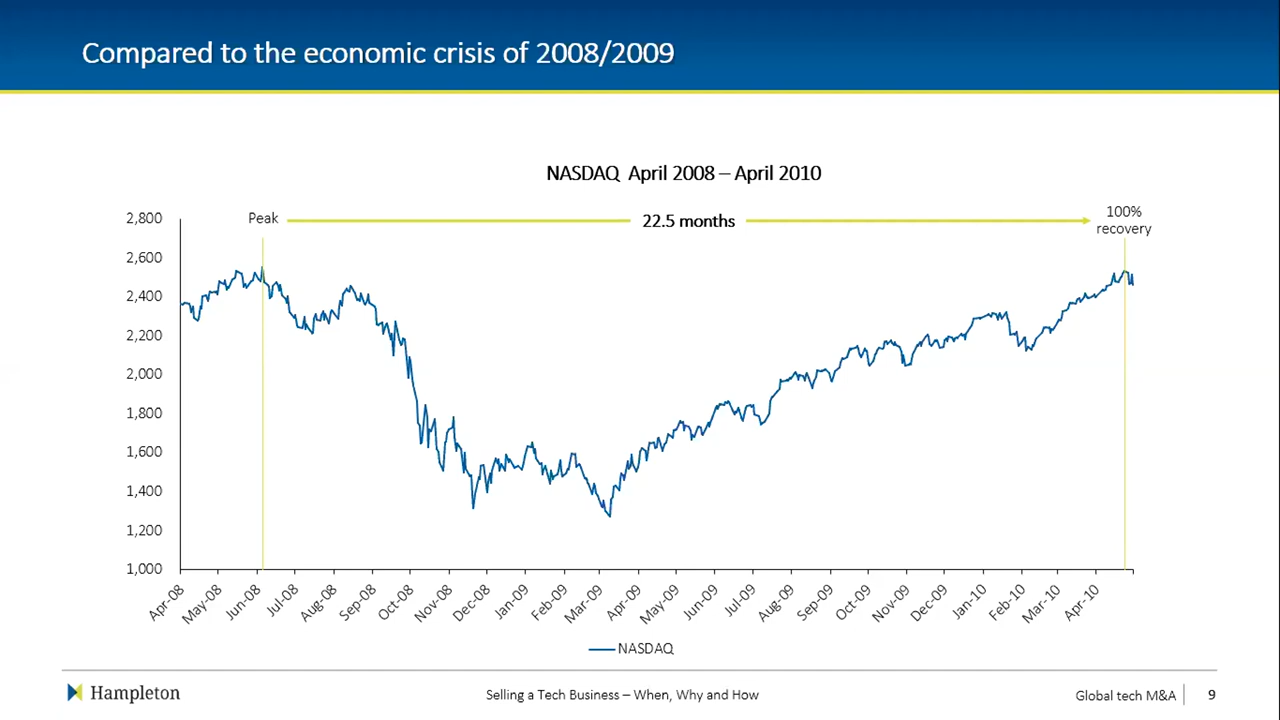 Compared to the economic crisis of 2008/2009
NASDAQ  April 2008 – April 2010
2,800
2,600
2,400
2,200
2,000
1,800
1,600
1,400
1,200
1,000
Peak
22.5 months
100%
recovery
Apr-08
May-08
Jun-08
Jul-08
Aug-08
Sep-08
Oct-08
Nov-08
Dec-08
Jan-09
Feb-09
Mar-09
Apr-09
May-09
Jun-09
Jul-09
Aug-09
Sep-09
Oct-09
Nov-09
Dec-09
Jan-10
Feb-10
Mar-10
Apr-10
NASDAQ
Hampleton
Selling a Tech Business – When, Why and How
Global tech M&A
9